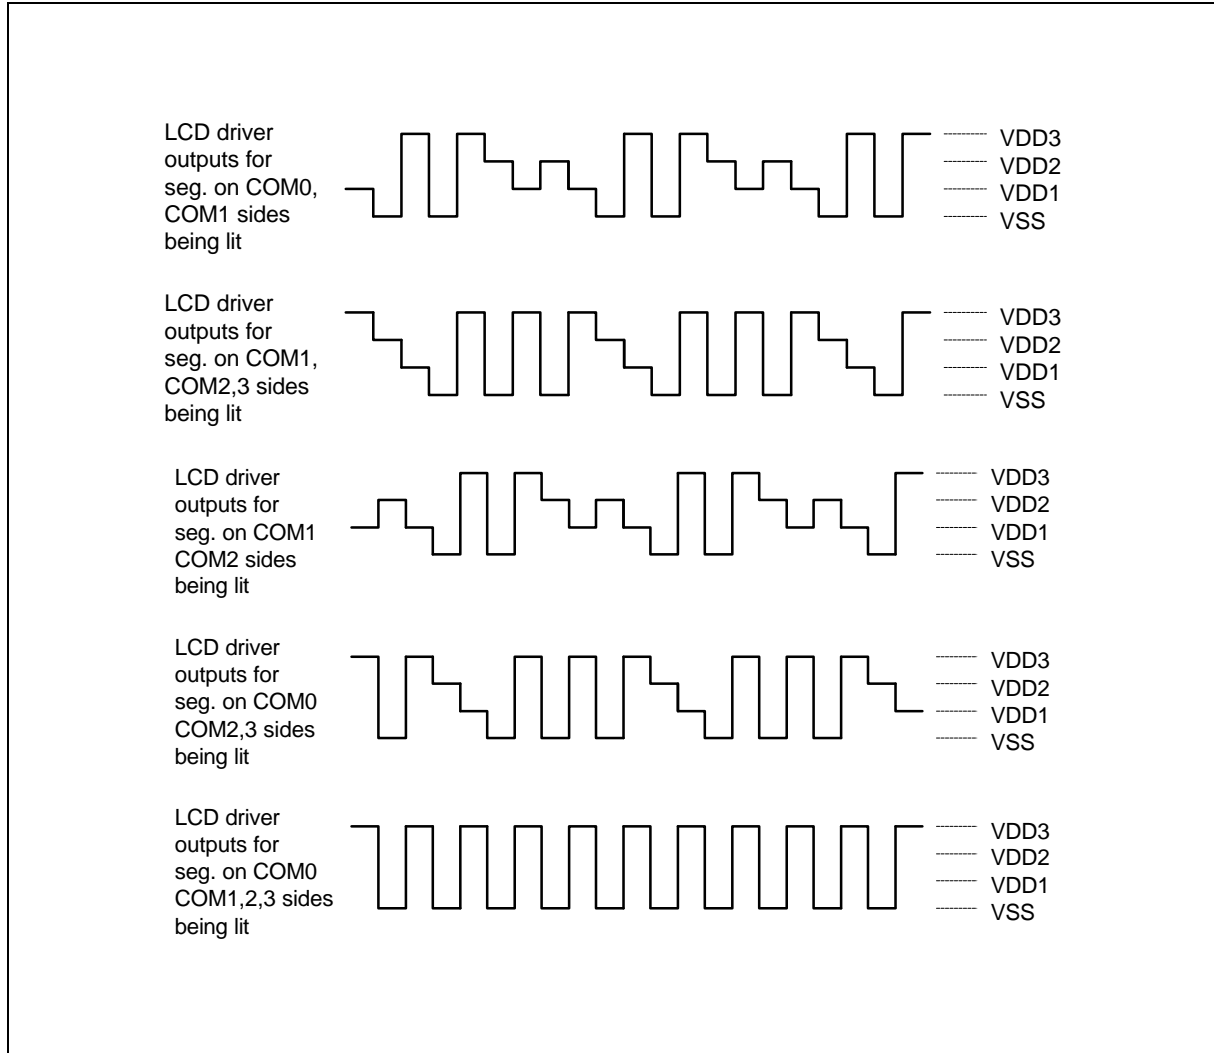 LCD driver
outputs for
seg. on COM0,
COM1 sides
being lit
VDD3
VDD2
VDD1
VSS
LCD driver
outputs for
seg. on COM1,
COM2,3 sides
being lit
VDD3
VDD2
VDD1
VSS
LCD driver
outputs for
seg. on COM1
COM2 sides
being lit
VDD3
VDD2
VDD1
VSS
LCD driver
outputs for
seg. on COM0
COM2,3 sides
being lit
VDD3
VDD2
VDD1
VSS
LCD driver
outputs for
seg. on COM0
COM1,2,3 sides
being lit
VDD3
VDD2
VDD1
VSS